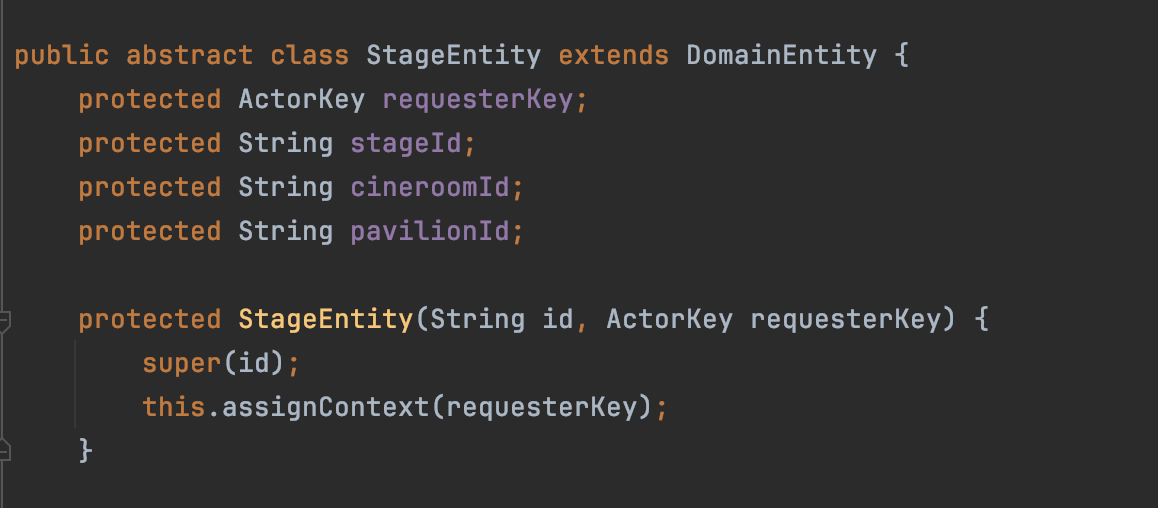 public abstract class StageEntity extends DomainEntity {
    protected ActorKey requesterKey;
    protected String stageId;
    protected String cineroomId;
    protected String pavilionId;

    protected StageEntity(String id, ActorKey requesterKey) {
        super(id);
        this.assignContext(requesterKey);
    }